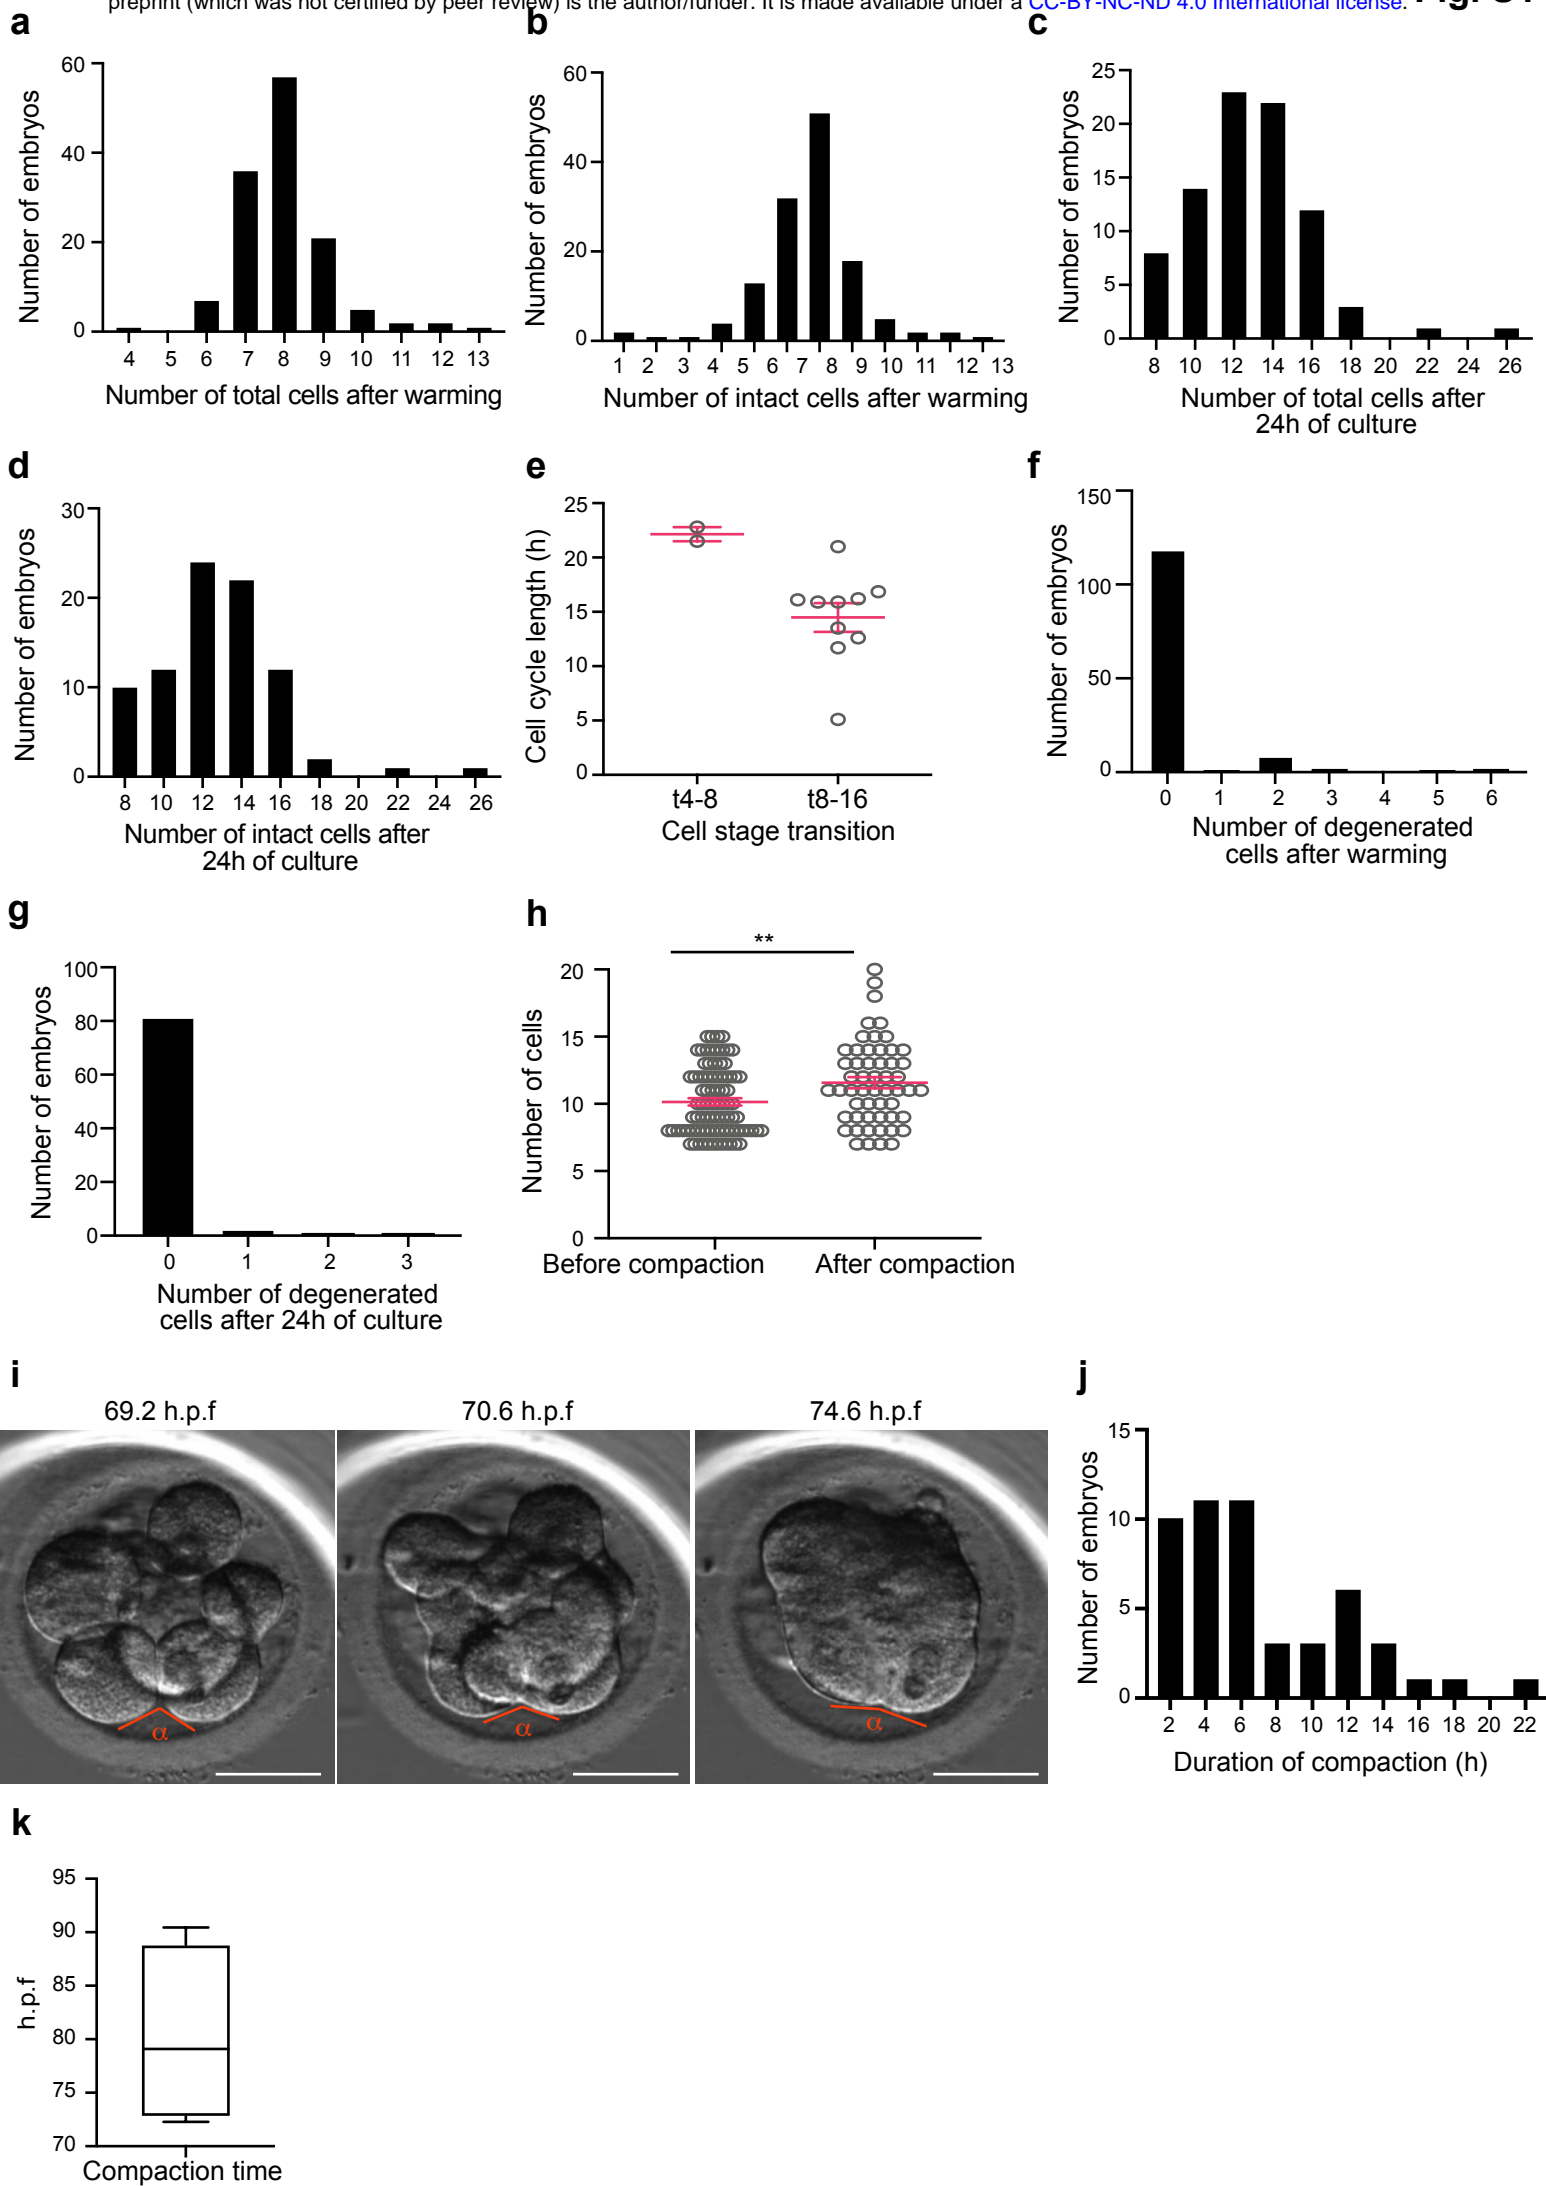 preprint (which was not certified by peer review) is the author/funder. It is made available under a CC-BY-NC-ND 4.0 International license.
a
60
40
20
0
Number of embryos
4 5 6 7 8 9 10 11 12 13
Number of total cells after warming
b
60
40
20
0
Number of embryos
1 2 3 4 5 6 7 8 9 10 11 12 13
Number of intact cells after warming
c
25
20
15
10
5
0
Number of embryos
8 10 12 14 16 18 20 22 24 26
Number of total cells after
24h of culture
d
30
20
10
0
Number of embryos
8 10 12 14 16 18 20 22 24 26
Number of intact cells after
24h of culture
e
25
20
15
10
5
0
Cell cycle length (h)
t4-8 t8-16
Cell stage transition
f
150
100
50
0
Number of embryos
0 1 2 3 4 5 6
Number of degenerated
cells after warming
g
100
80
60
40
20
0
Number of embryos
0 1 2 3
Number of degenerated
cells after 24h of culture
h
**
20
15
10
5
0
Number of cells
Before compaction After compaction
i
69.2 h.p.f 70.6 h.p.f 74.6 h.p.f
α α α
j
15
10
5
0
Number of embryos
2 4 6 8 10 12 14 16 18 20 22
Duration of compaction (h)
k
95
90
85
80
75
70
h.p.f
Compaction time